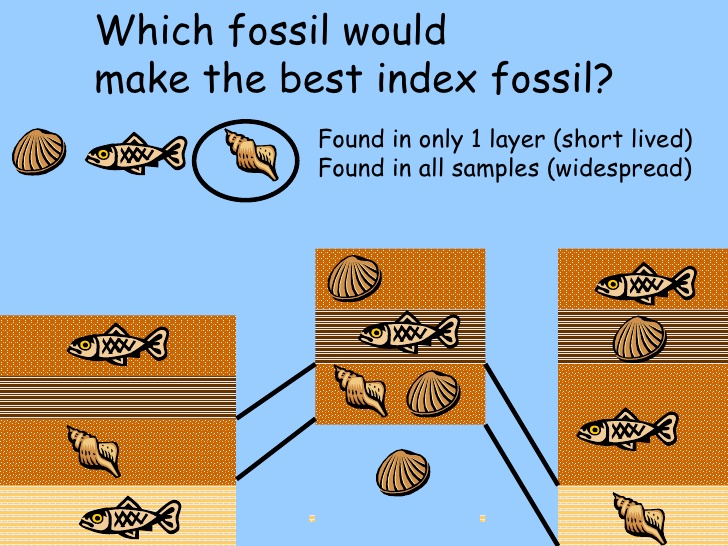 Which fossil would
make the best index fossil?
Found in only 1 layer (short lived)
Found in all samples (widespread)